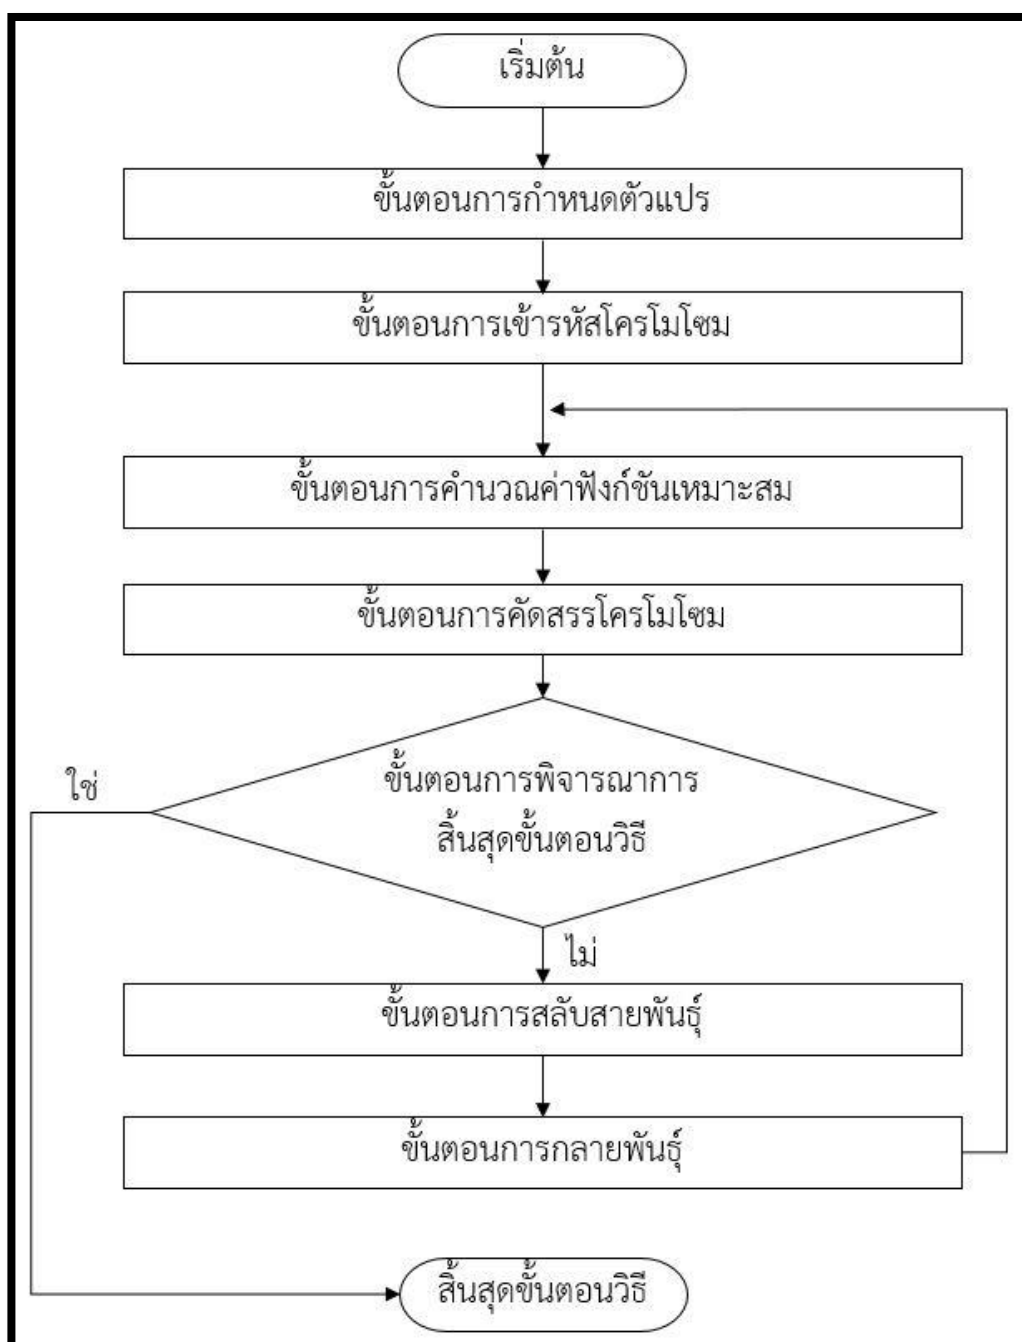 เริ่มต้น
ขั้นตอนการกำหนดตัวแปร
ขั้นตอนการเข้ารหัสโครโมโซม
ขั้นตอนการคำนวณค่าฟังก์ชันเหมาะสม
ขั้นตอนการคัดสรรโครโมโซม
ใช่
ขั้นตอนการพิจารณาการ
สิ้นสุดขั้นตอนวิธี
ไม่
ขั้นตอนการสลับสายพันธุ์
ขั้นตอนการกลายพันธุ์
สิ้นสุดขั้นตอนวิธี